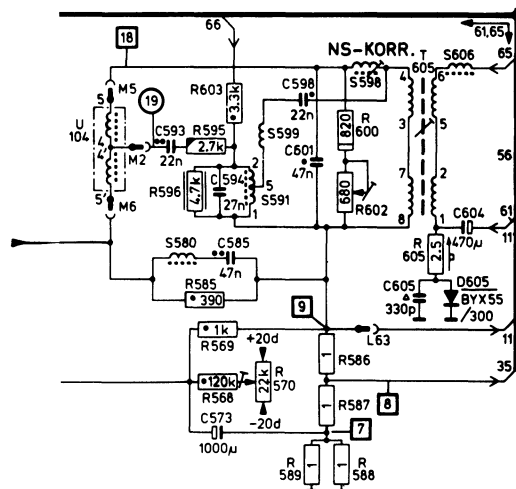 66
61,65
18
NS-KORR.
T
605
S606
65
S598
M5
U
104
19
R603
3.3k
C598
22n
4
6
5
R
600
820
S599
C593
22n
R595
2.7k
C601
47n
3
5
56
4
4'
M2
2
R596
4.7k
C594
27n
5
S591
1
680
R602
7
2
5'
M6
8
1
C604
470µ
61
11
S580
C585
47n
R
605
2.5
R585
390
C605
330p
D605
BYX55
/300
9
1k
R569
+20d
L63
11
1
R586
120k
R568
22k
R
570
35
8
-20d
1
R587
C573
1000µ
7
R
589
1
1
R
588